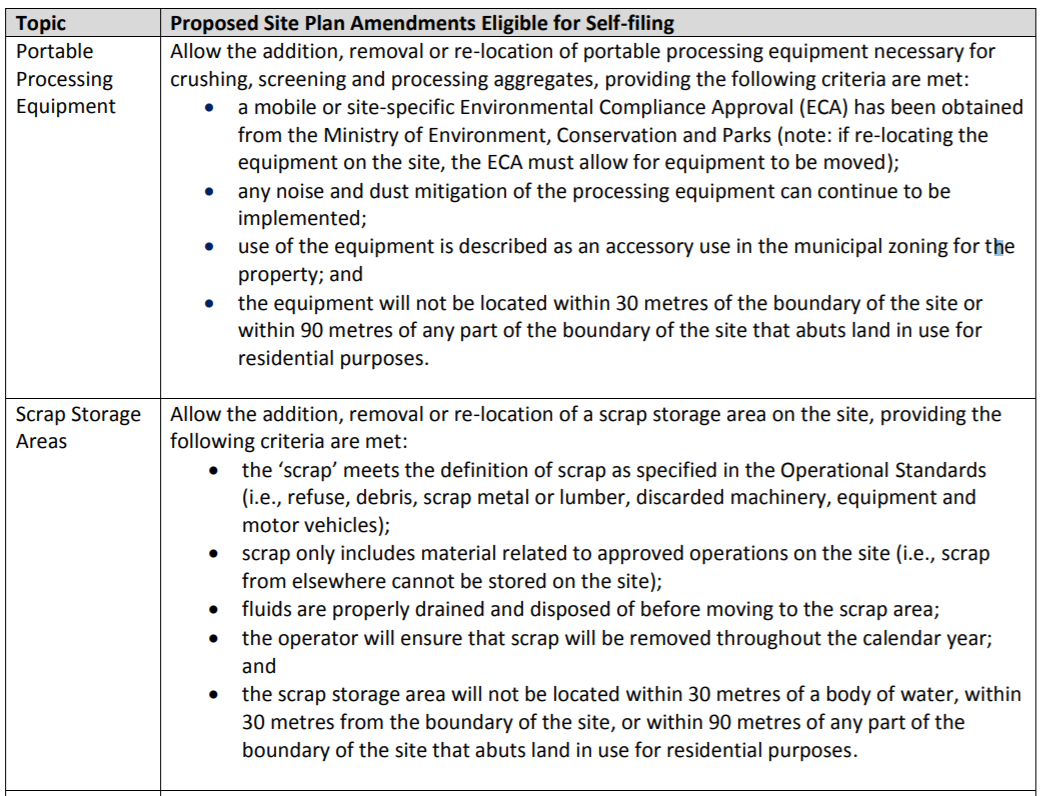 Topic
Proposed Site Plan Amendments Eligible for Self-filing
Portable
Processing
Equipment
Allow the addition, removal or re-location of portable processing equipment necessary for
crushing, screening and processing aggregates, providing the following criteria are met:
• a mobile or site-specific Environmental Compliance Approval (ECA) has been obtained
from the Ministry of Environment, Conservation and Parks (note: if re-locating the
equipment on the site, the ECA must allow for equipment to be moved);
• any noise and dust mitigation of the processing equipment can continue to be
implemented;
• use of the equipment is described as an accessory use in the municipal zoning for the
property; and
• the equipment will not be located within 30 metres of the boundary of the site or
within 90 metres of any part of the boundary of the site that abuts land in use for
residential purposes.
Scrap Storage
Areas
Allow the addition, removal or re-location of a scrap storage area on the site, providing the
following criteria are met:
• the ‘scrap’ meets the definition of scrap as specified in the Operational Standards
(i.e., refuse, debris, scrap metal or lumber, discarded machinery, equipment and
motor vehicles);
• scrap only includes material related to approved operations on the site (i.e., scrap
from elsewhere cannot be stored on the site);
• fluids are properly drained and disposed of before moving to the scrap area;
• the operator will ensure that scrap will be removed throughout the calendar year;
and
• the scrap storage area will not be located within 30 metres of a body of water, within
30 metres from the boundary of the site, or within 90 metres of any part of the
boundary of the site that abuts land in use for residential purposes.